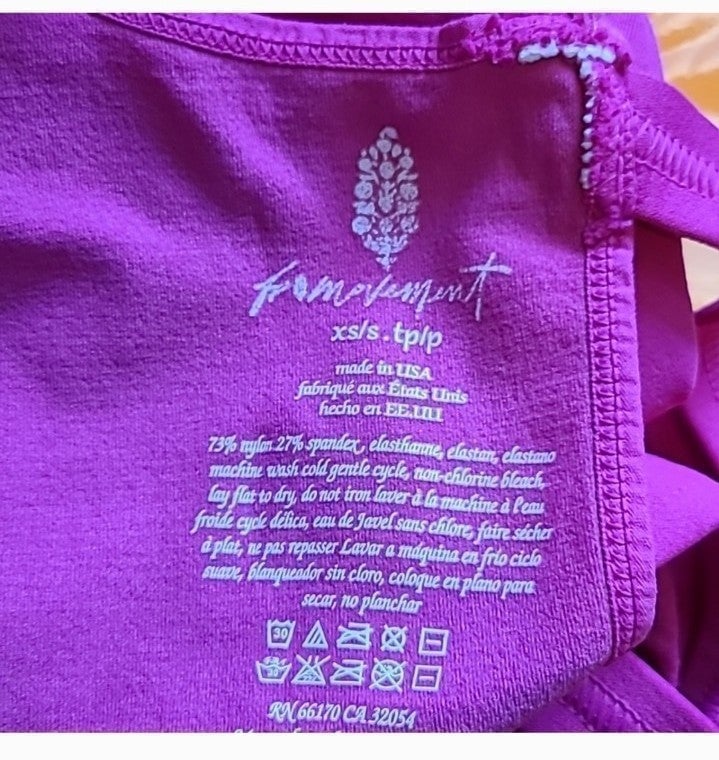 fp movement
xs/s . tp/p
made in USA
fabriqué aux États Unis
hecho en EE.UU
73% nylon 27% spandex, elasthanne, elastan, elastano
machine wash cold gentle cycle, non-chlorine bleach,
lay flat to dry, do not iron laver à la machine à l'eau
froide cycle délica, eau de Javel sans chlore, faire sécher
à plat, ne pas repasser Lavar a máquina en frío ciclo
suave, blanqueador sin cloro, coloque en plano para
secar, no planchar
30
30
RN 66170 CA 32054